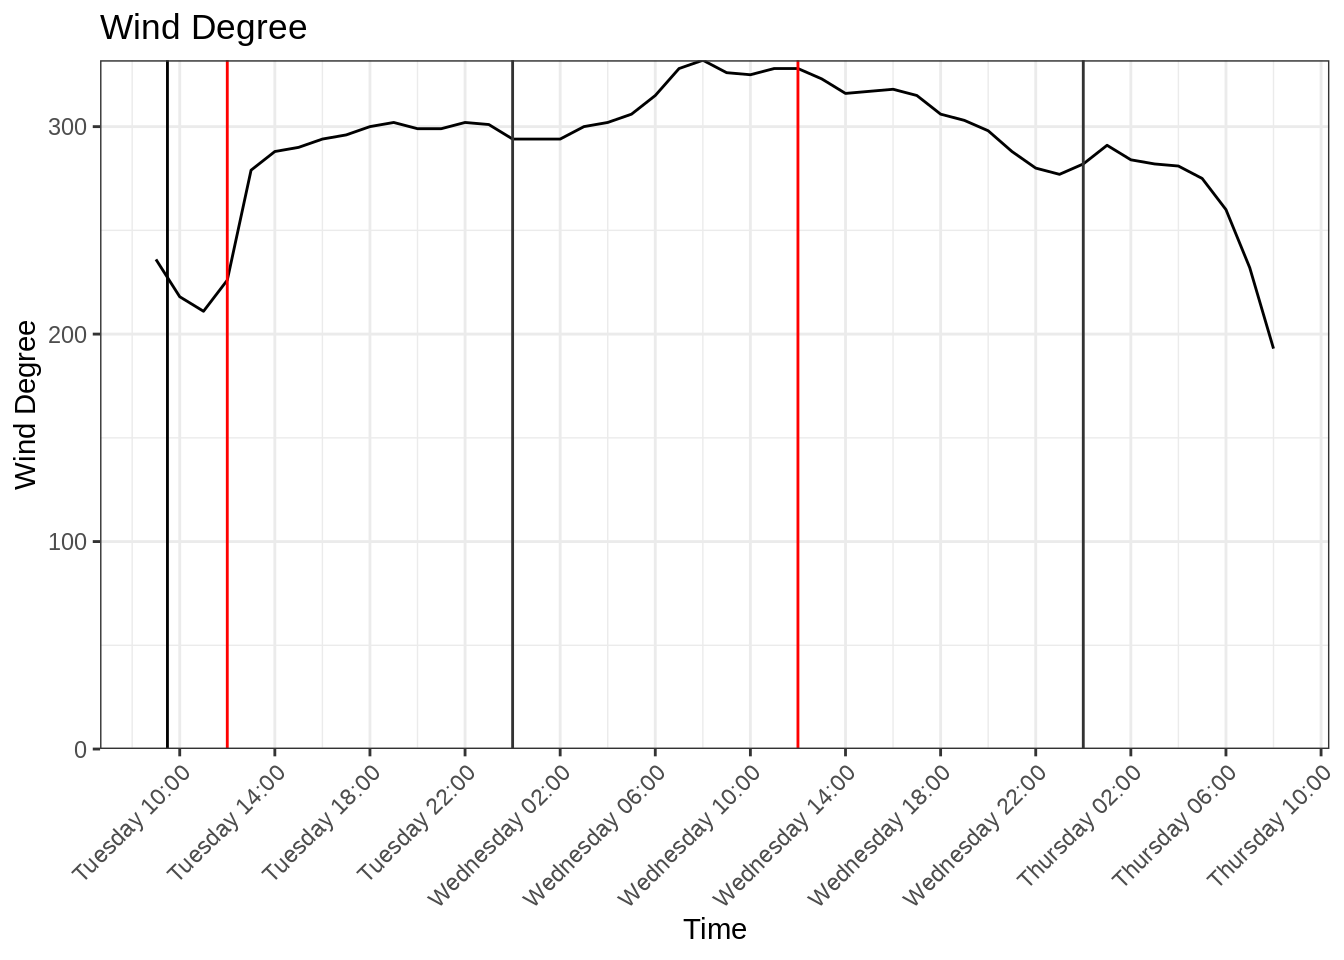 Wind Degree
Wind Degree
300
200
100
0
Tuesday 10:00
Tuesday 14:00
Tuesday 18:00
Tuesday 22:00
Wednesday 02:00
Wednesday 06:00
Wednesday 10:00
Wednesday 14:00
Wednesday 18:00
Wednesday 22:00
Thursday 02:00
Thursday 06:00
Thursday 10:00
Time